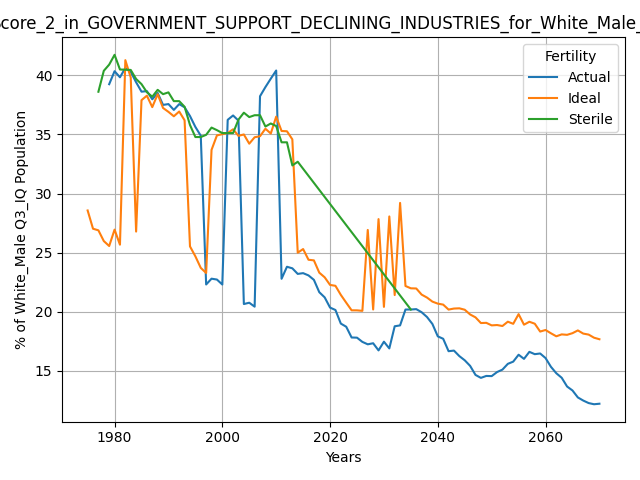 core_2_in_GOVERNMENT_SUPPORT_DECLINING_INDUSTRIES_for_White_Male_
Fertility
Actual
Ideal
Sterile
% of White_Male Q3_IQ Population
40
35
30
25
20
15
1980
2000
2020
2040
2060
Years